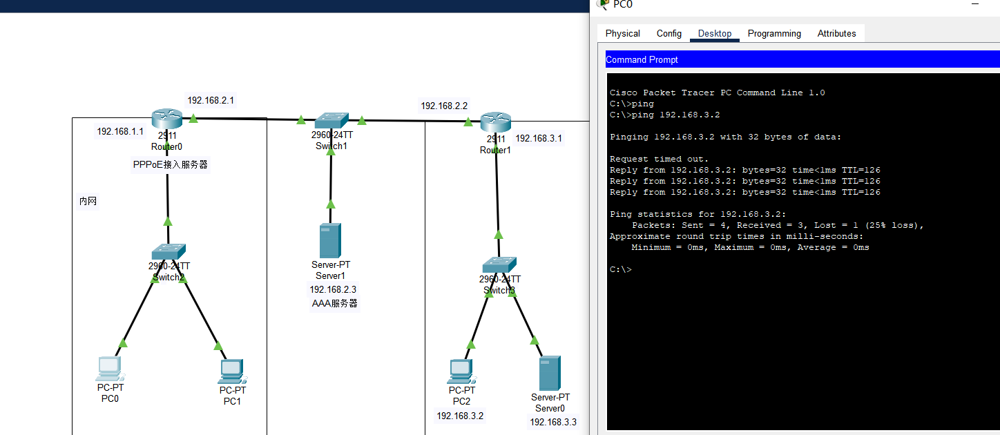 192.168.2.1
192.168.1.1
2911
Router0
PPPoE接入服务器
内网
2960-24TT
Switch1
192.168.2.2
2911
Router1
192.168.3.1
Server-PT
Server1
192.168.2.3
AAA服务器
2960-24TT
Switch2
2960-24TT
Switch3
PC-PT
PC0
PC-PT
PC1
PC-PT
PC2
192.168.3.2
Server-PT
Server0
192.168.3.3
PC0
Physical Config Desktop Programming Attributes
Command Prompt
Cisco Packet Tracer PC Command Line 1.0
C:\>ping
C:\>ping 192.168.3.2
Pinging 192.168.3.2 with 32 bytes of data:
Request timed out.
Reply from 192.168.3.2: bytes=32 time<1ms TTL=126
Reply from 192.168.3.2: bytes=32 time<1ms TTL=126
Reply from 192.168.3.2: bytes=32 time<1ms TTL=126
Ping statistics for 192.168.3.2:
Packets: Sent = 4, Received = 3, Lost = 1 (25% loss),
Approximate round trip times in milli-seconds:
Minimum = 0ms, Maximum = 0ms, Average = 0ms
C:\>